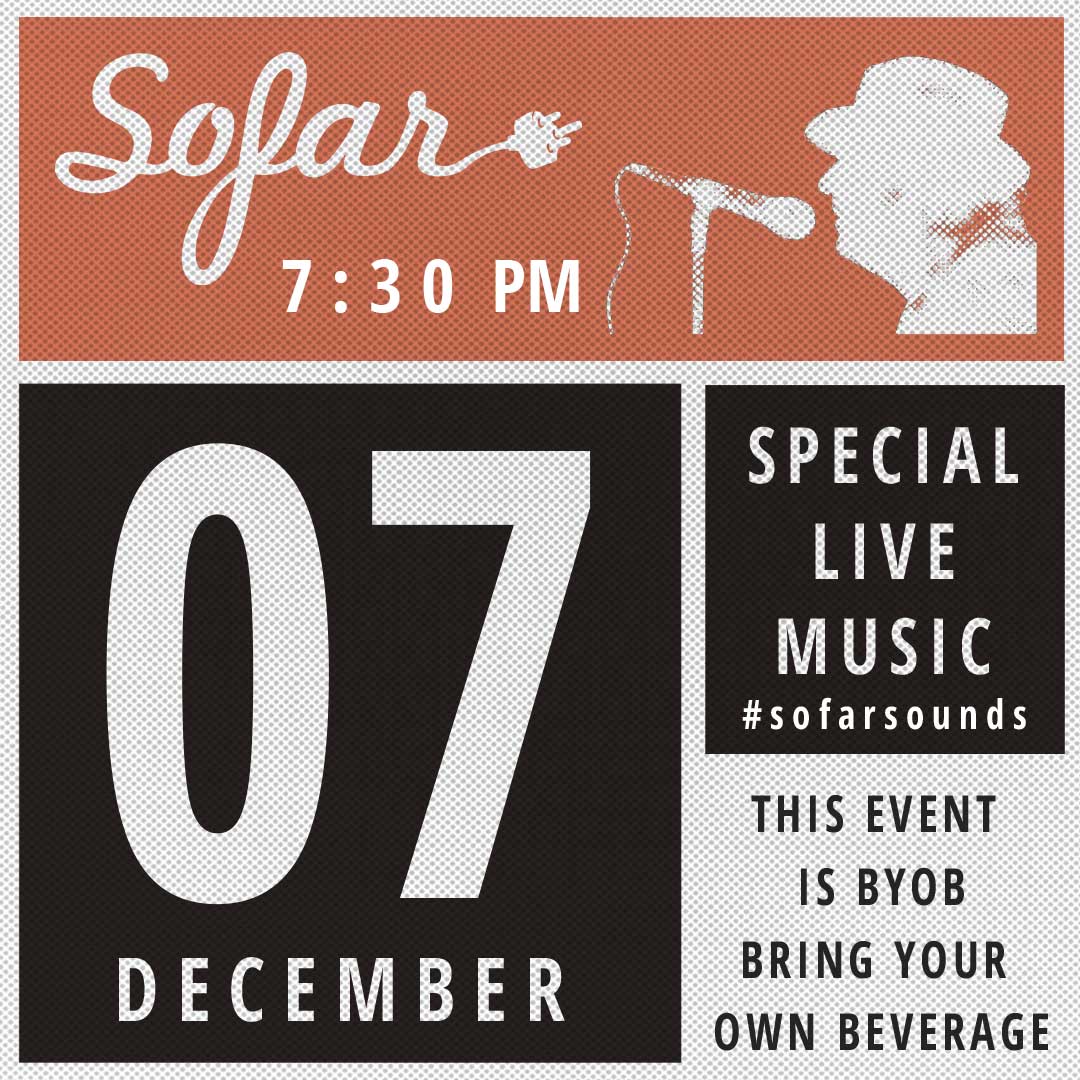 Sofar
7:30 PM
07
DECEMBER
SPECIAL
LIVE
MUSIC
#sofarsounds
THIS EVENT
IS BYOB
BRING YOUR
OWN BEVERAGE